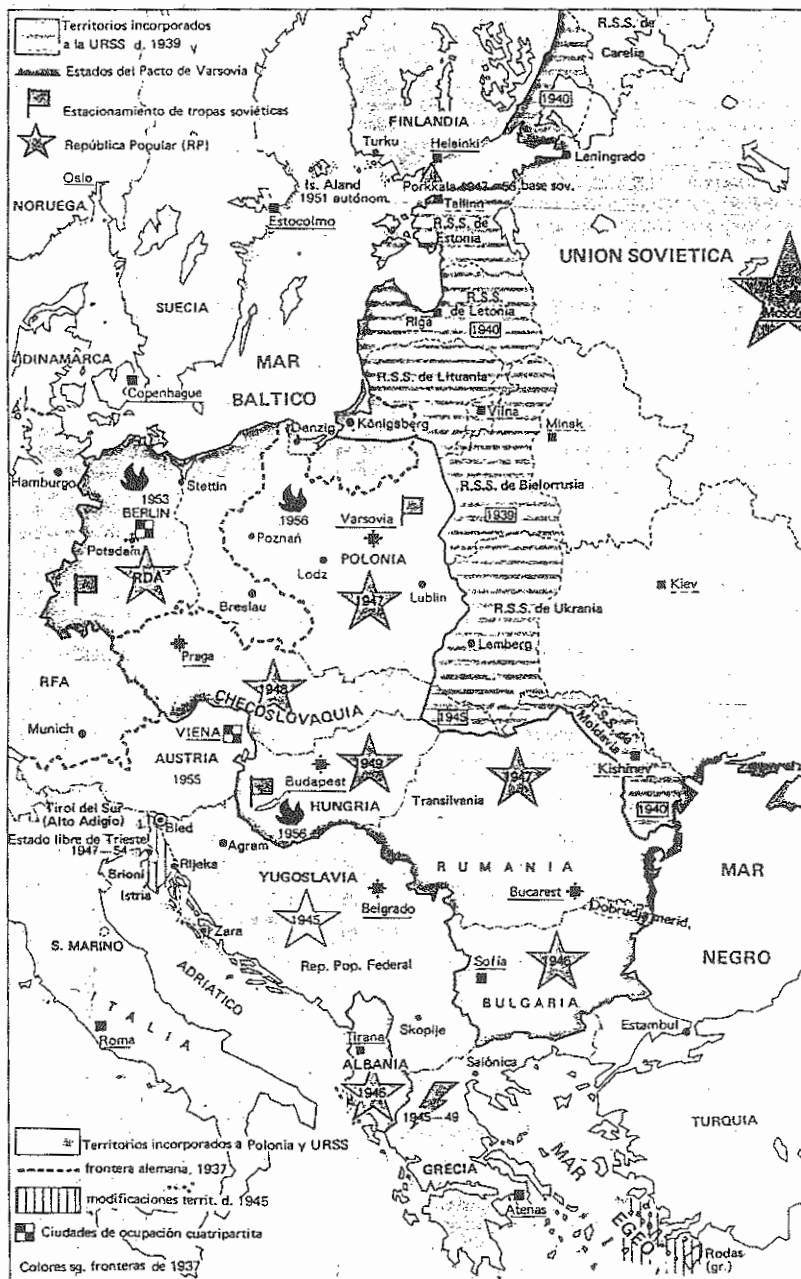 Territorios incorporados
a la URSS d. 1939
Estados del Pacto de Varsovia
Estacionamiento de tropas soviéticas
República Popular (RP)
R.S.S. de
Carelia
1940
FINLANDIA
Turku
Helsinki
Leningrado
Oslo
Is. Aland
1951 autónom.
Porkkala 1947–56 base sov.
NORUEGA
Estocolmo
Tallinn
R.S.S. de
Estonia
UNION SOVIETICA
SUECIA
Moscú
R.S.S.
de Letonia
Riga
1940
DINAMARCA
MAR
BALTICO
R.S.S. de Lituania
Copenhague
Vilna
Minsk
Danzig
Königsberg
Hamburgo
Stettin
1953
BERLIN
1956
R.S.S. de Bielorrusia
Varsovia
1939
Potsdam
Poznań
POLONIA
RDA
Lodz
Lublin
Kiev
Breslau
1947
R.S.S. de Ukrania
Praga
Lemberg
RFA
1948
CHECOSLOVAQUIA
1945
R.S.S. de
Moldavia
Munich
VIENA
AUSTRIA
1955
1949
Budapest
HUNGRIA
1947
Transilvania
Kishinev
1940
Tirol del Sur
(Alto Adigio)
Bled
1956
Estado libre de Trieste
1947–54
Agram
Rijeka
Brioni
Istria
YUGOSLAVIA
RUMANIA
MAR
NEGRO
Belgrado
Bucarest
1945
Dobrudja merid.
Zara
S. MARINO
ADRIATICO
Rep. Pop. Federal
Sofía
1946
BULGARIA
ITALIA
Skopije
Estambul
Roma
Tirana
ALBANIA
Salónica
1946
1945–49
TURQUIA
GRECIA
MAR
EGEO
Atenas
Rodas
(gr.)
Territorios incorporados a Polonia y URSS
frontera alemana, 1937
modificaciones territ. d. 1945
Ciudades de ocupación cuatripartita
Colores sg. fronteras de 1937